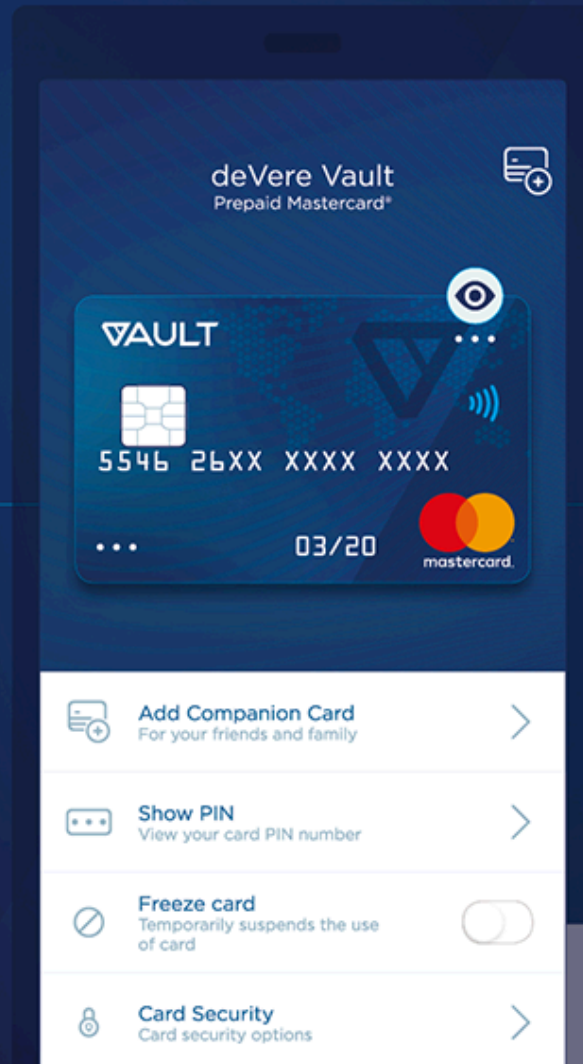 deVere Vault
Prepaid Mastercard®
VAULT
5546 26XX XXXX XXXX
03/20
mastercard.
Add Companion Card
For your friends and family
Show PIN
View your card PIN number
Freeze card
Temporarily suspends the use
of card
Card Security
Card security options